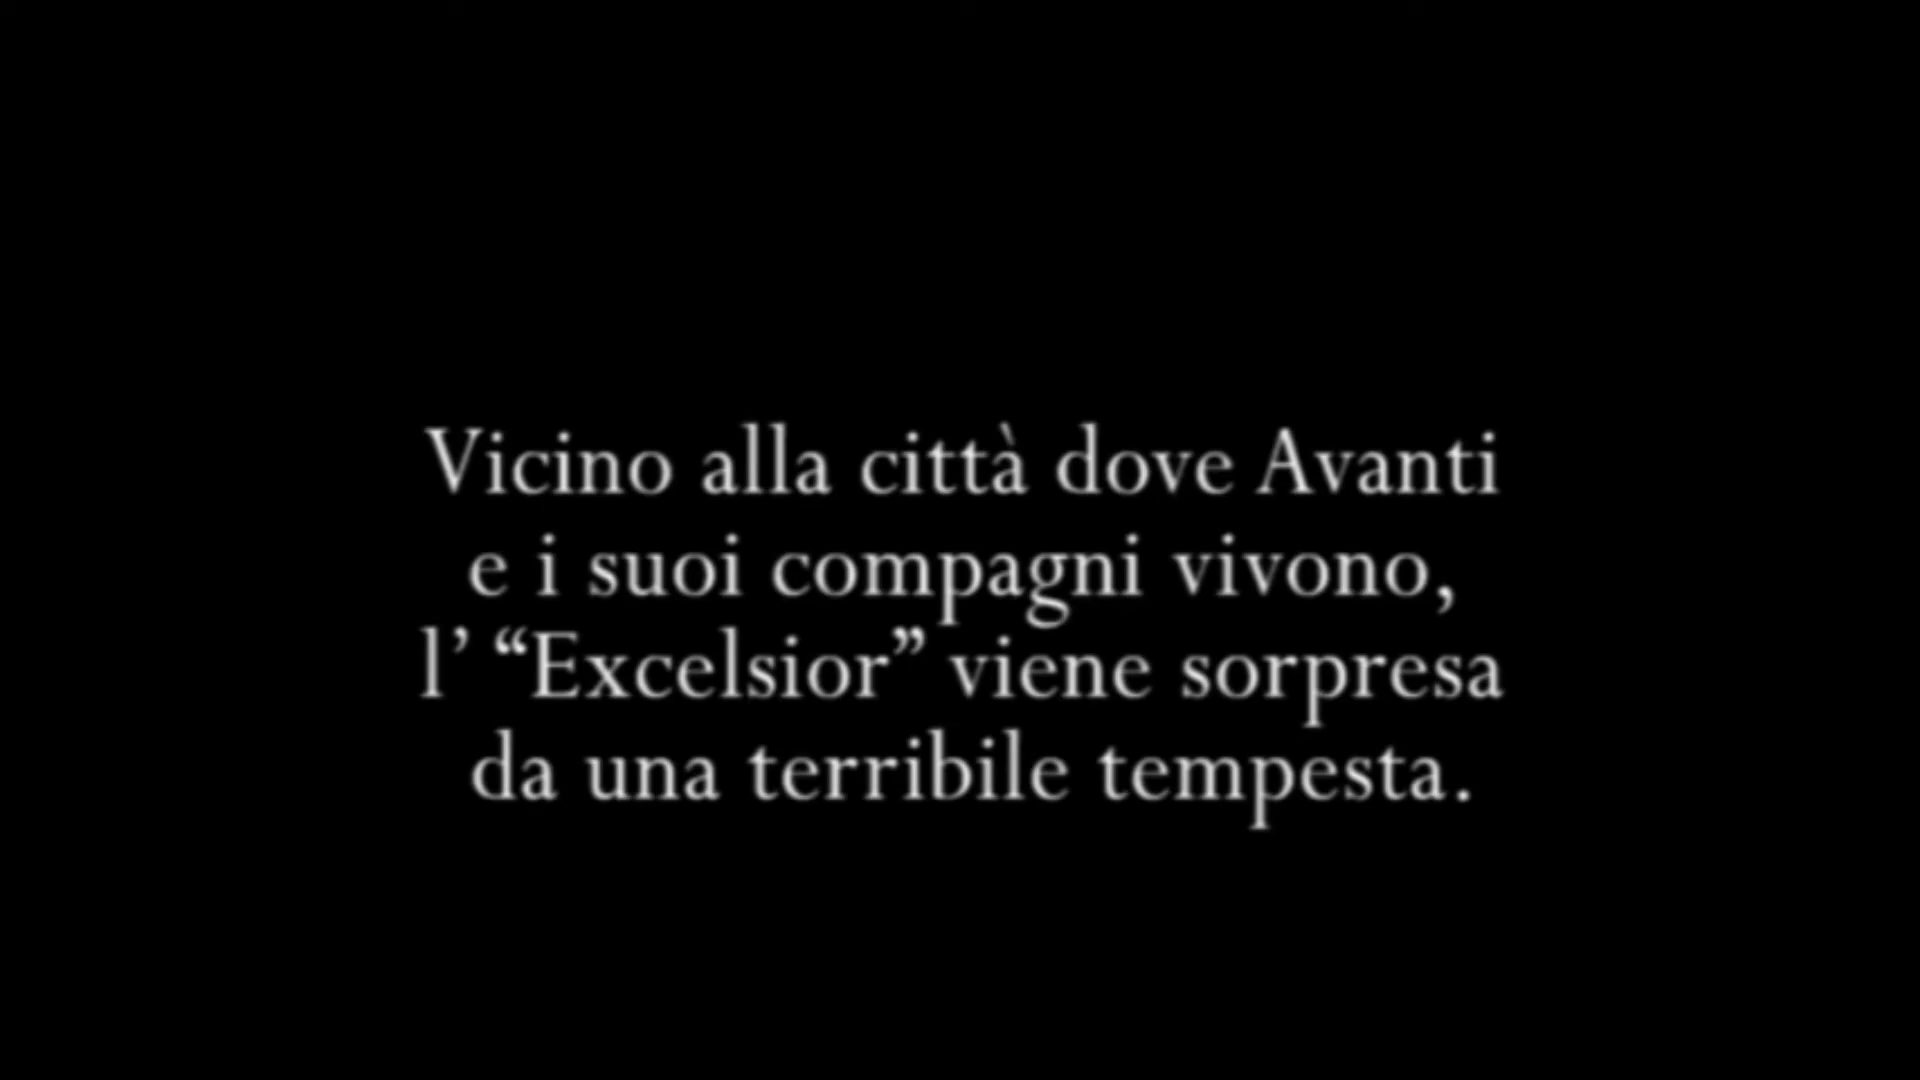 Vicino alla città dove Avanti
e i suoi compagni vivono,
l’ “Excelsior” viene sorpresa
da una terribile tempesta.